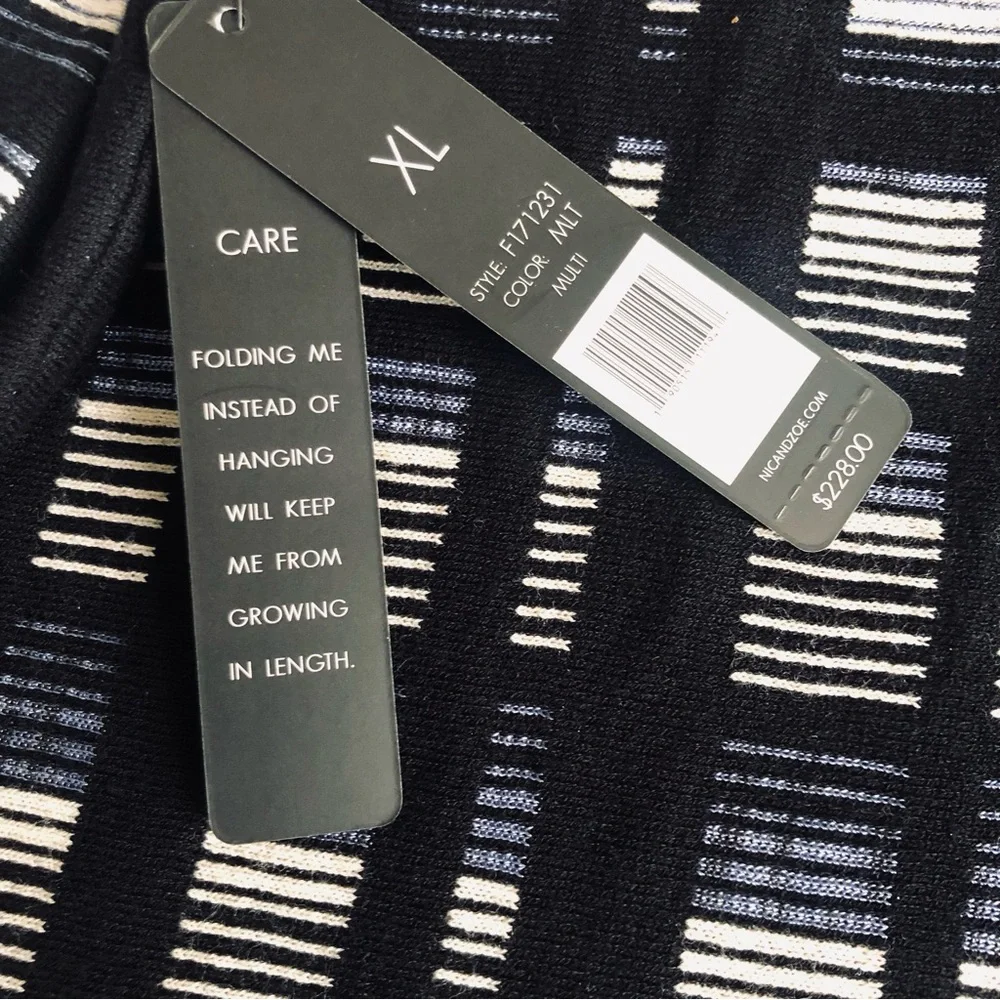 CARE
FOLDING ME
INSTEAD OF
HANGING
WILL KEEP
ME FROM
GROWING
IN LENGTH.
XL
STYLE: F171231
COLOR: MLT
MULTI
NICANDZOE.COM
$228.00